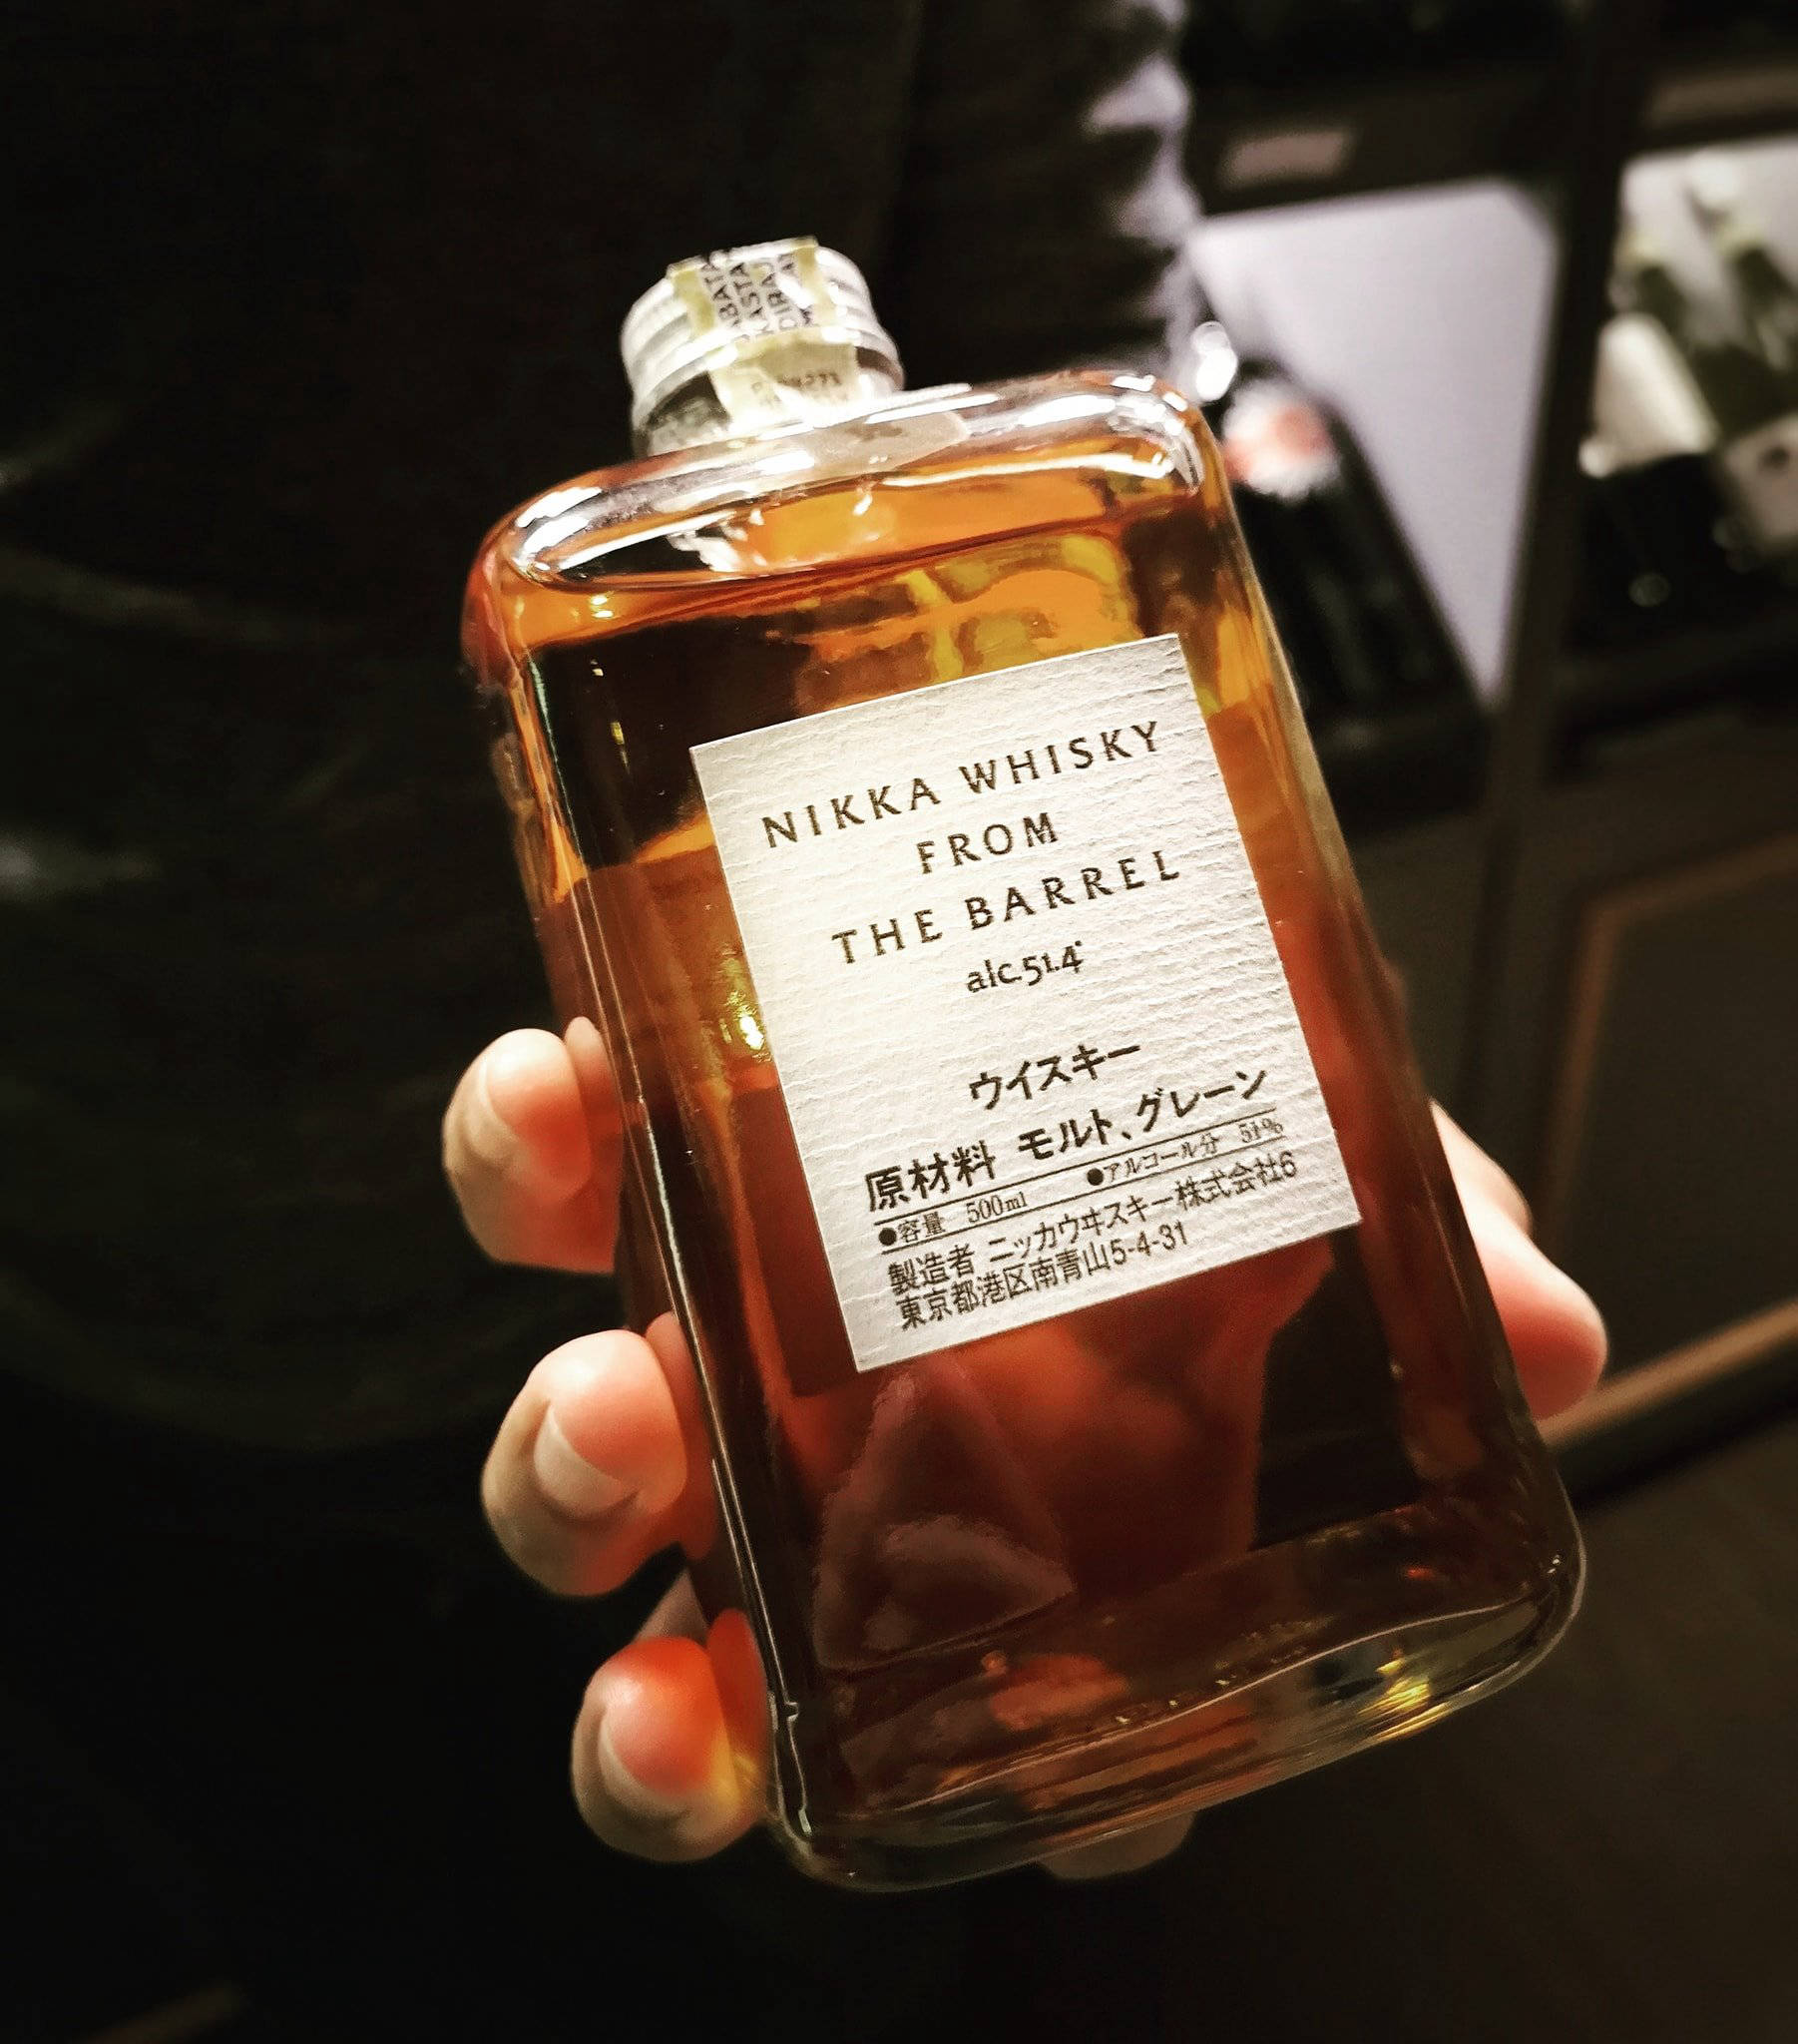 NIKKA WHISKY
FROM
THE BARREL
alc.51.4°
ウイスキー
原材料 モルト、グレーン
●容量 500ml ●アルコール分 51%
製造者 ニッカウヰスキー株式会社6
東京都港区南青山5-4-31